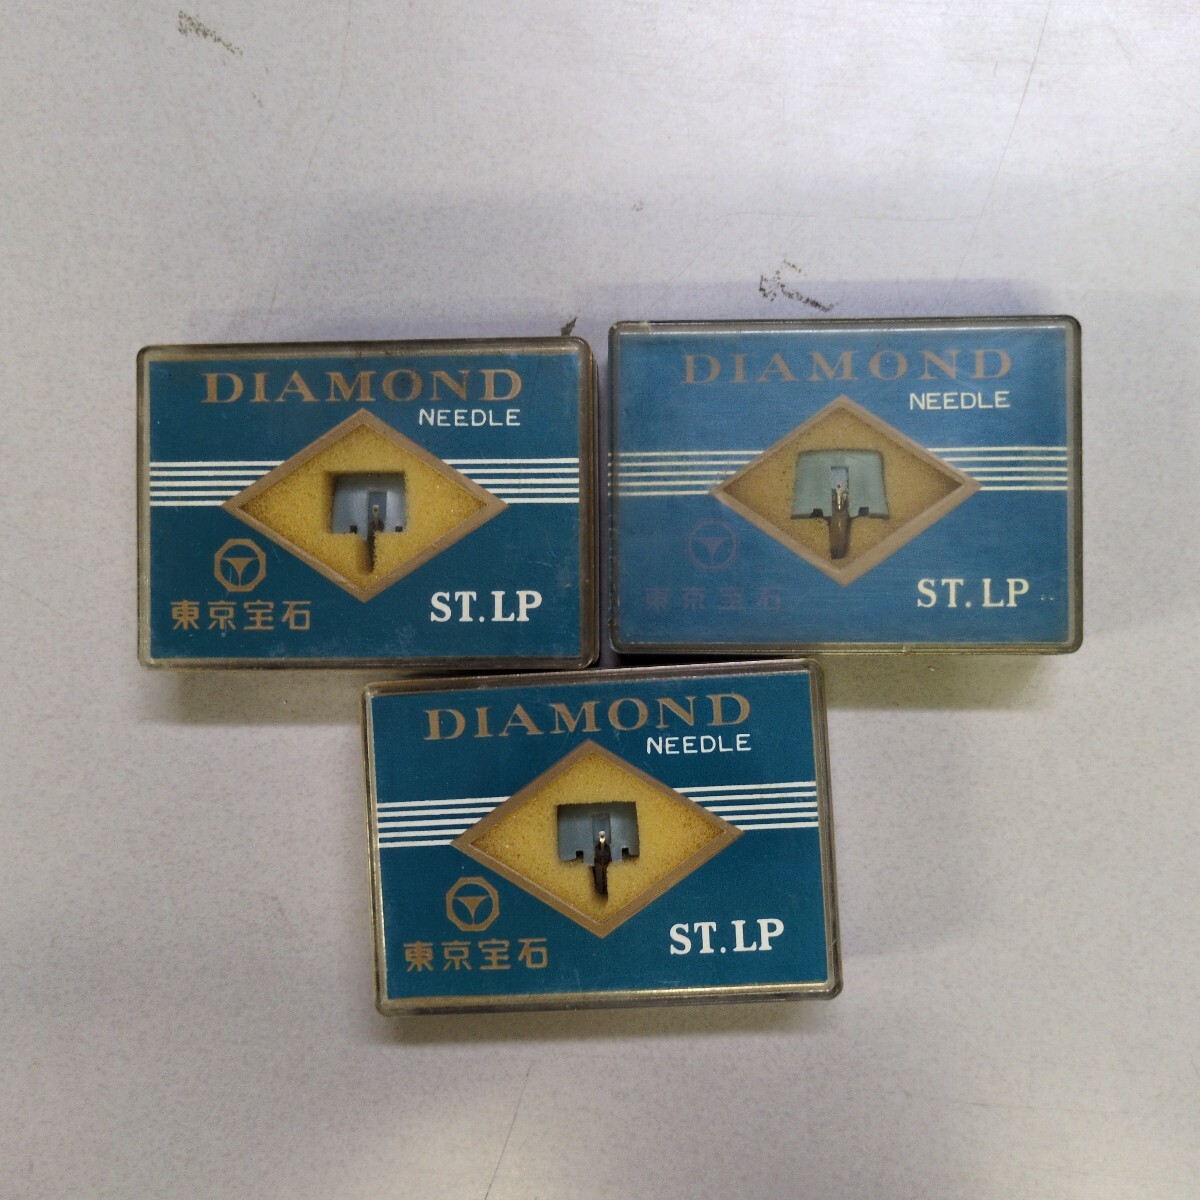 DIAMOND
NEEDLE
東京宝石
ST.LP
DIAMOND
NEEDLE
東京宝石
ST.LP
DIAMOND
NEEDLE
東京宝石
ST.LP